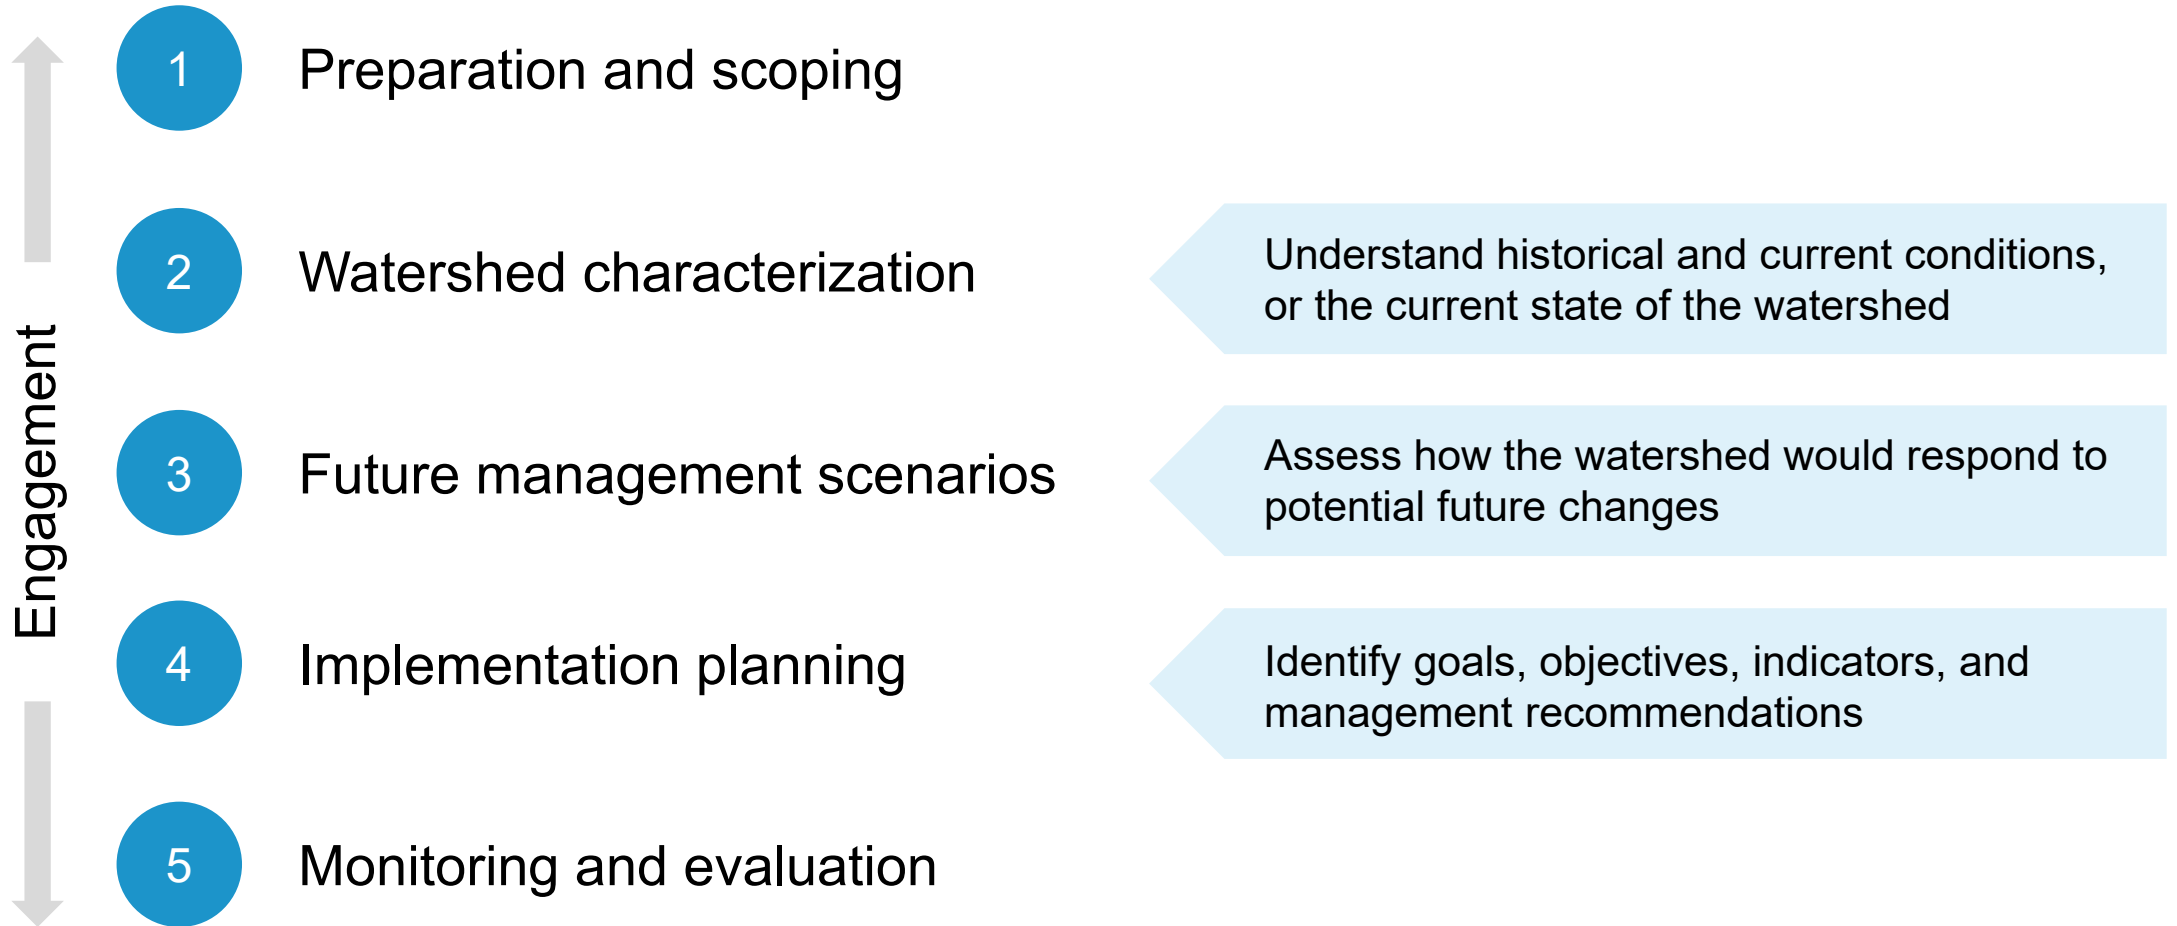 Engagement
1
Preparation and scoping
2
Watershed characterization
Understand historical and current conditions,
or the current state of the watershed
3
Future management scenarios
Assess how the watershed would respond to
potential future changes
4
Implementation planning
Identify goals, objectives, indicators, and
management recommendations
5
Monitoring and evaluation